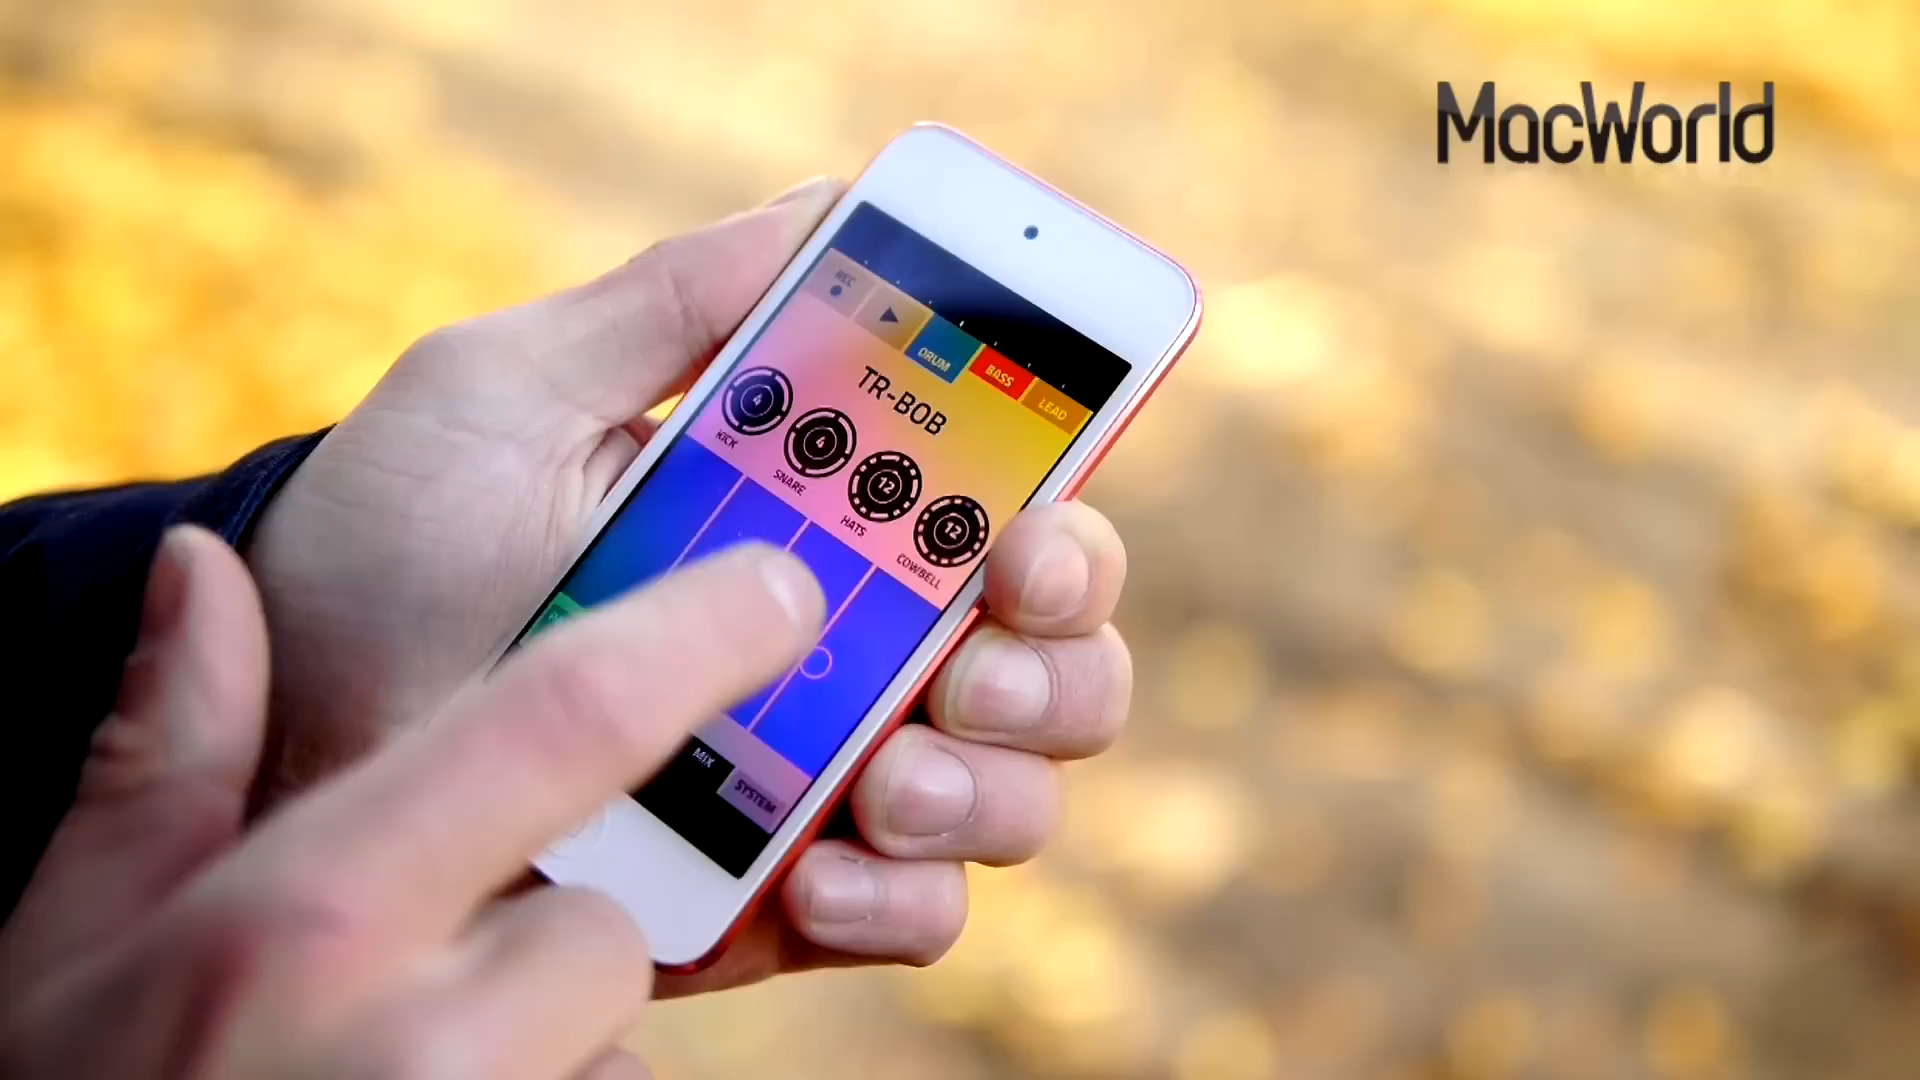 MacWorld
REC
DRUM
BASS
LEAD
TR-BOB
4
4
12
12
KICK
SNARE
HATS
COWBELL
MIX
SYSTEM